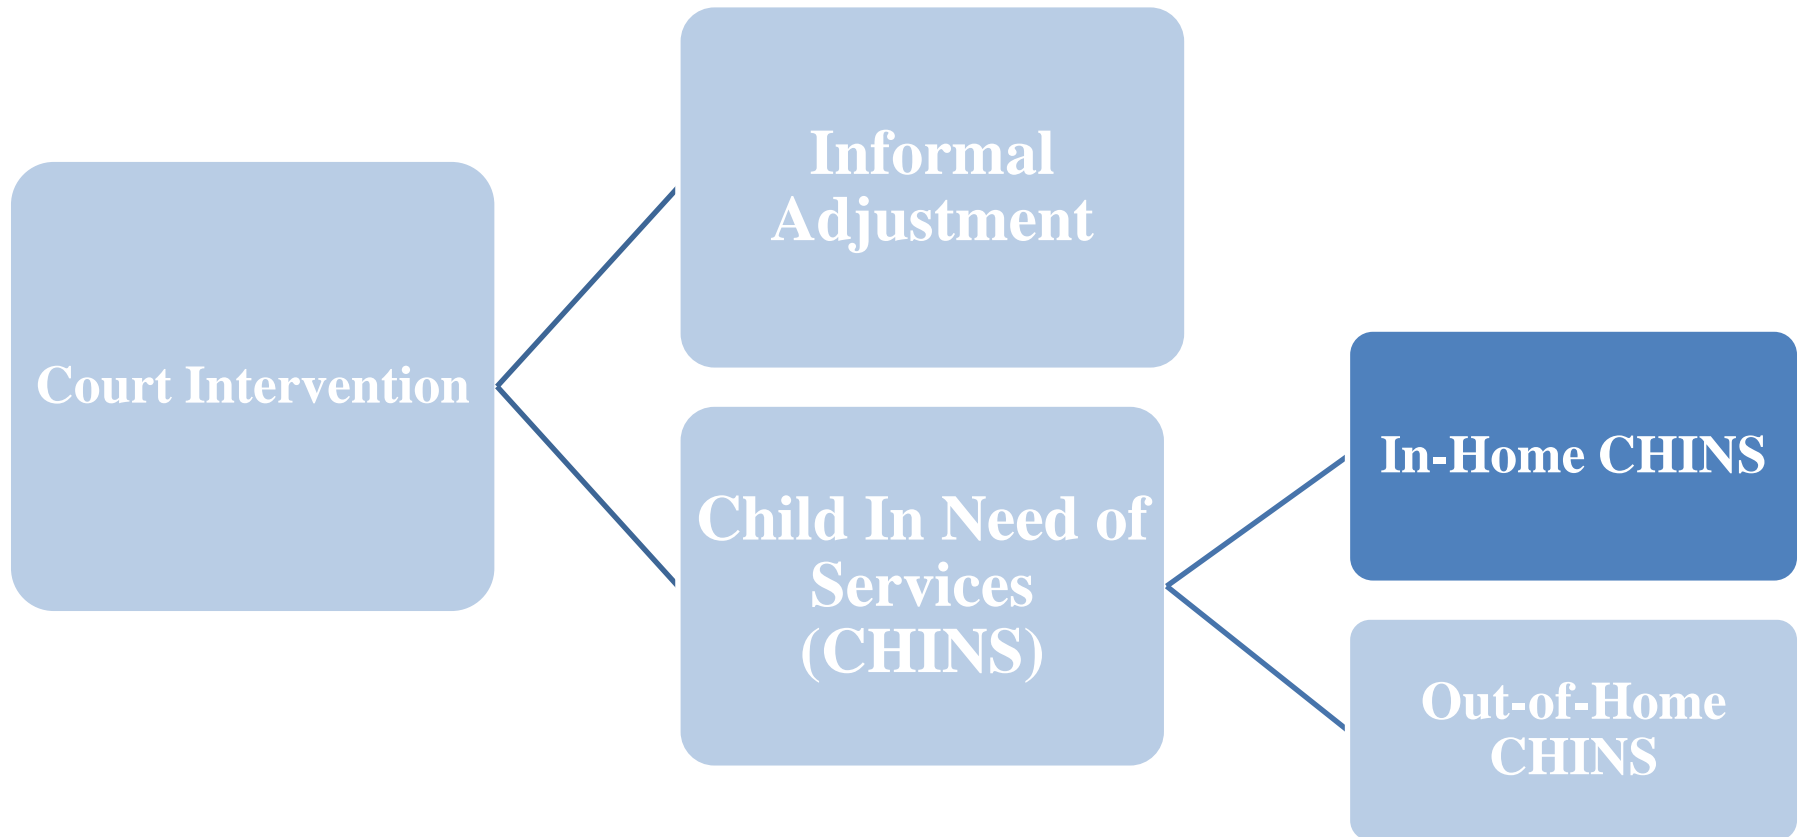 Court Intervention
Informal
Adjustment
Child In Need of
Services
(CHINS)
In-Home CHINS
Out-of-Home
CHINS